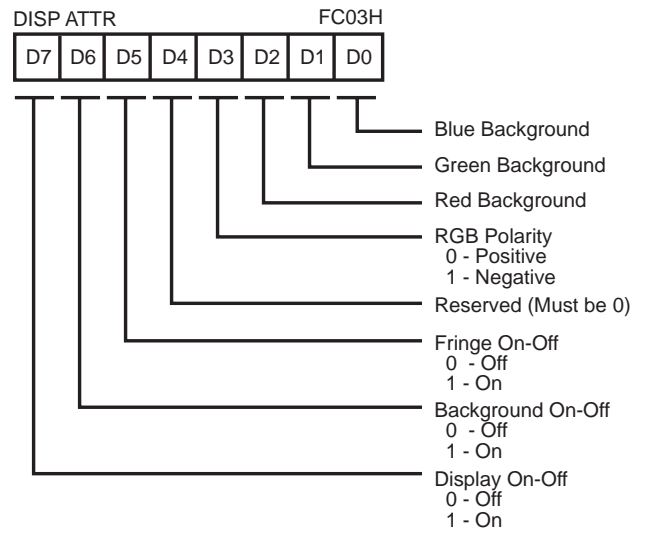 DISP ATTR FC03H
D7 D6 D5 D4 D3 D2 D1 D0
Blue Background
Green Background
Red Background
RGB Polarity
0 - Positive
1 - Negative
Reserved (Must be 0)
Fringe On-Off
0 - Off
1 - On
Background On-Off
0 - Off
1 - On
Display On-Off
0 - Off
1 - On